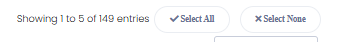 Showing 1 to 5 of 149 entries ✔ Select All ✖ Select None